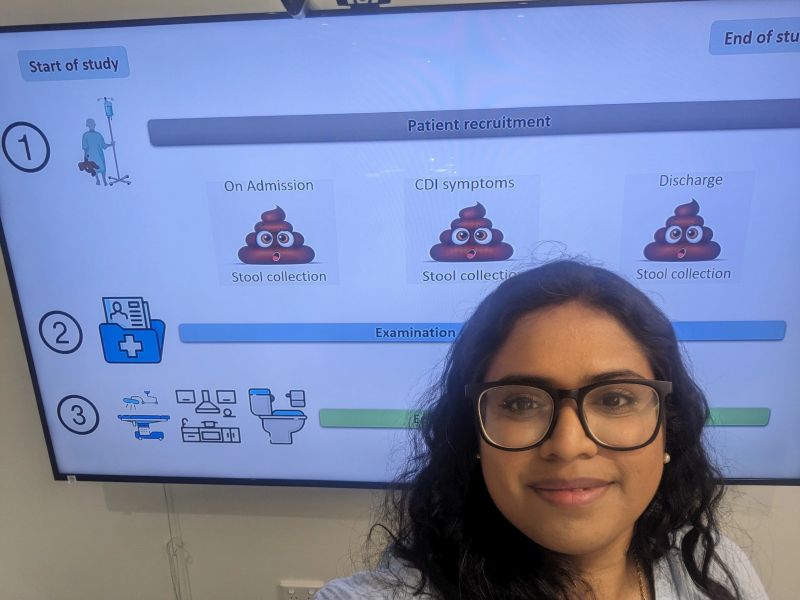 Start of study
End of stu
1
Patient recruitment
On Admission
CDI symptoms
Discharge
Stool collection
Stool collectio
Stool collection
2
Examination
3
E